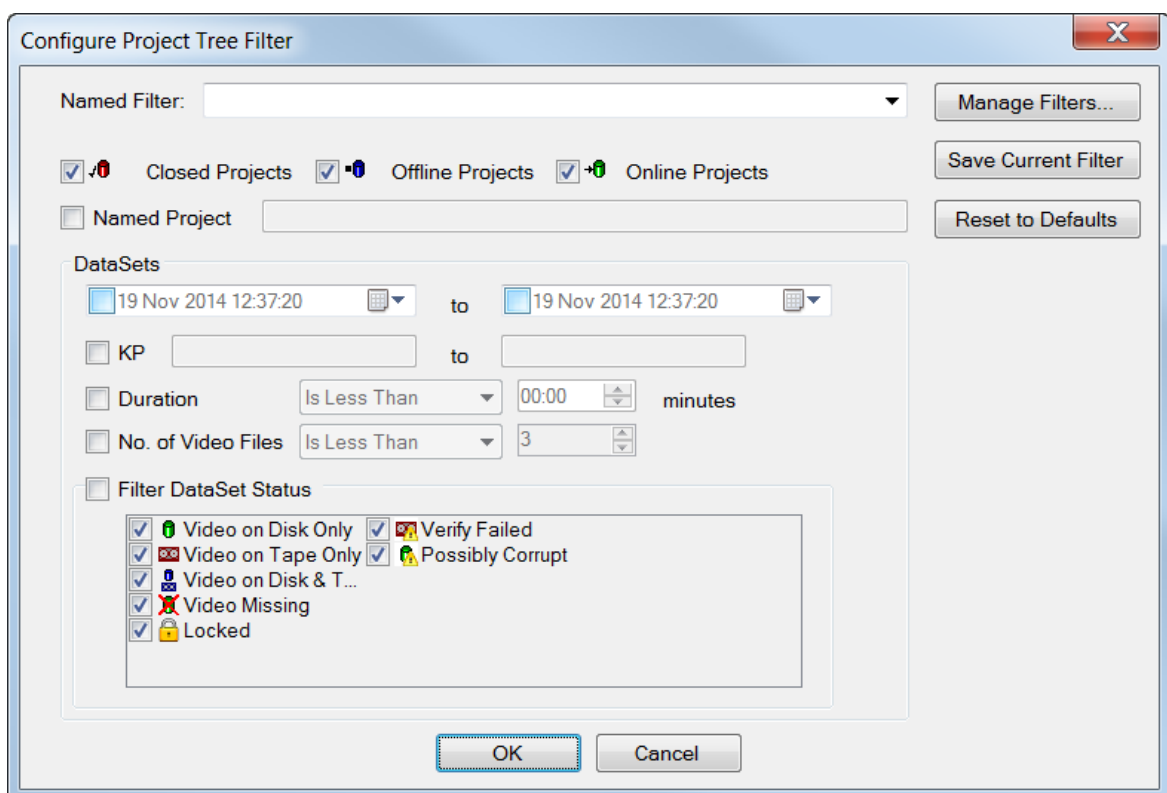 Configure Project Tree Filter
X
Named Filter:
Manage Filters...
Closed Projects Offline Projects Online Projects
Save Current Filter
Named Project
Reset to Defaults
DataSets
19 Nov 2014 12:37:20 to 19 Nov 2014 12:37:20
KP to
Duration Is Less Than 00:00 minutes
No. of Video Files Is Less Than 3
Filter DataSet Status
Video on Disk Only Verify Failed
Video on Tape Only Possibly Corrupt
Video on Disk & T...
Video Missing
Locked
OK Cancel